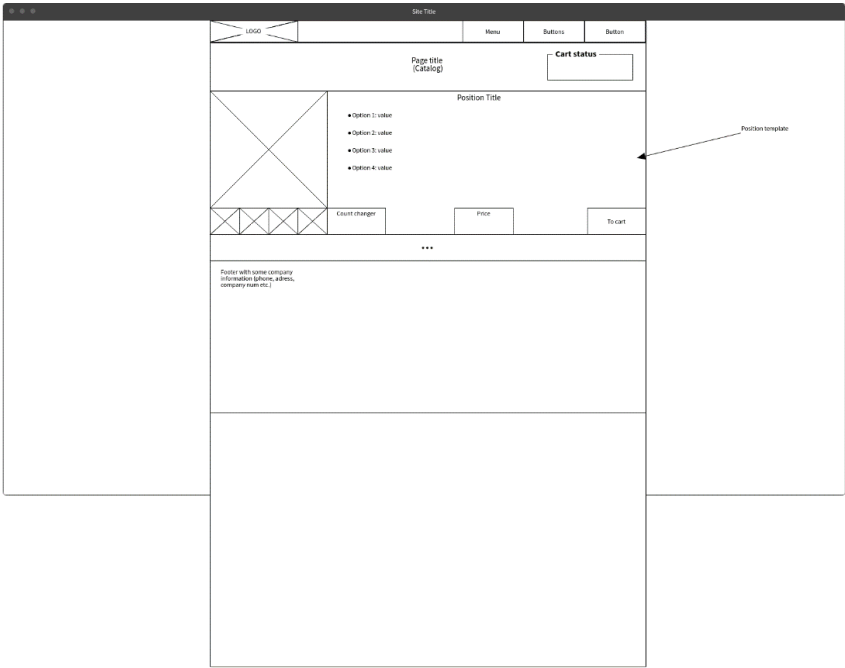 Site Title
LOGO
Menu
Buttons
Button
Page title
(Catalog)
Cart status
Position Title
Option 1: value
Option 2: value
Option 3: value
Option 4: value
Position template
Count changer
Price
To cart
Footer with some company
information (phone, adress,
company num etc.)